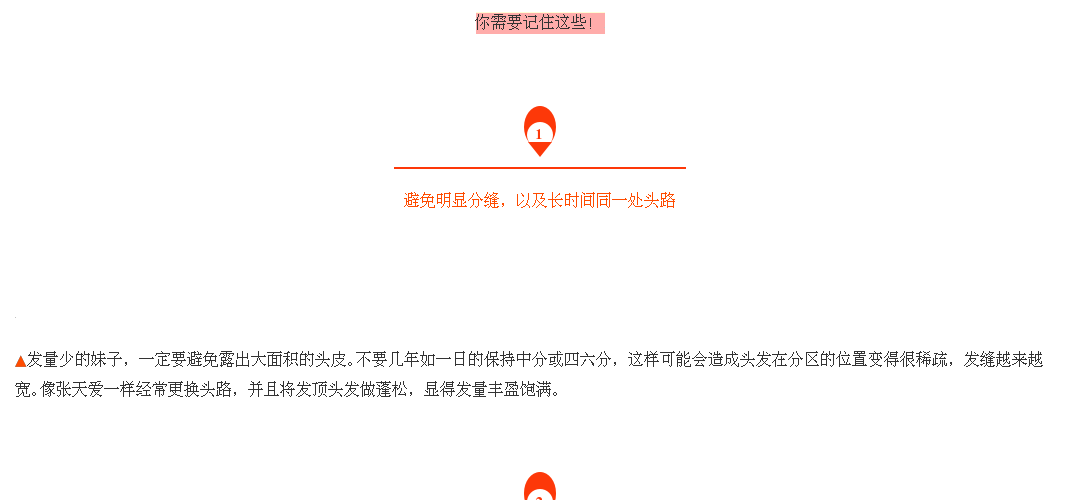 你需要记住这些!
1
避免明显分缝，以及长时间同一处头路
▲发量少的妹子，一定要避免露出大面积的头皮。不要几年如一日的保持中分或四六分，这样可能会造成头发在分区的位置变得很稀疏，发缝越来越
宽。像张天爱一样经常更换头路，并且将发顶头发做蓬松，显得发量丰盈饱满。